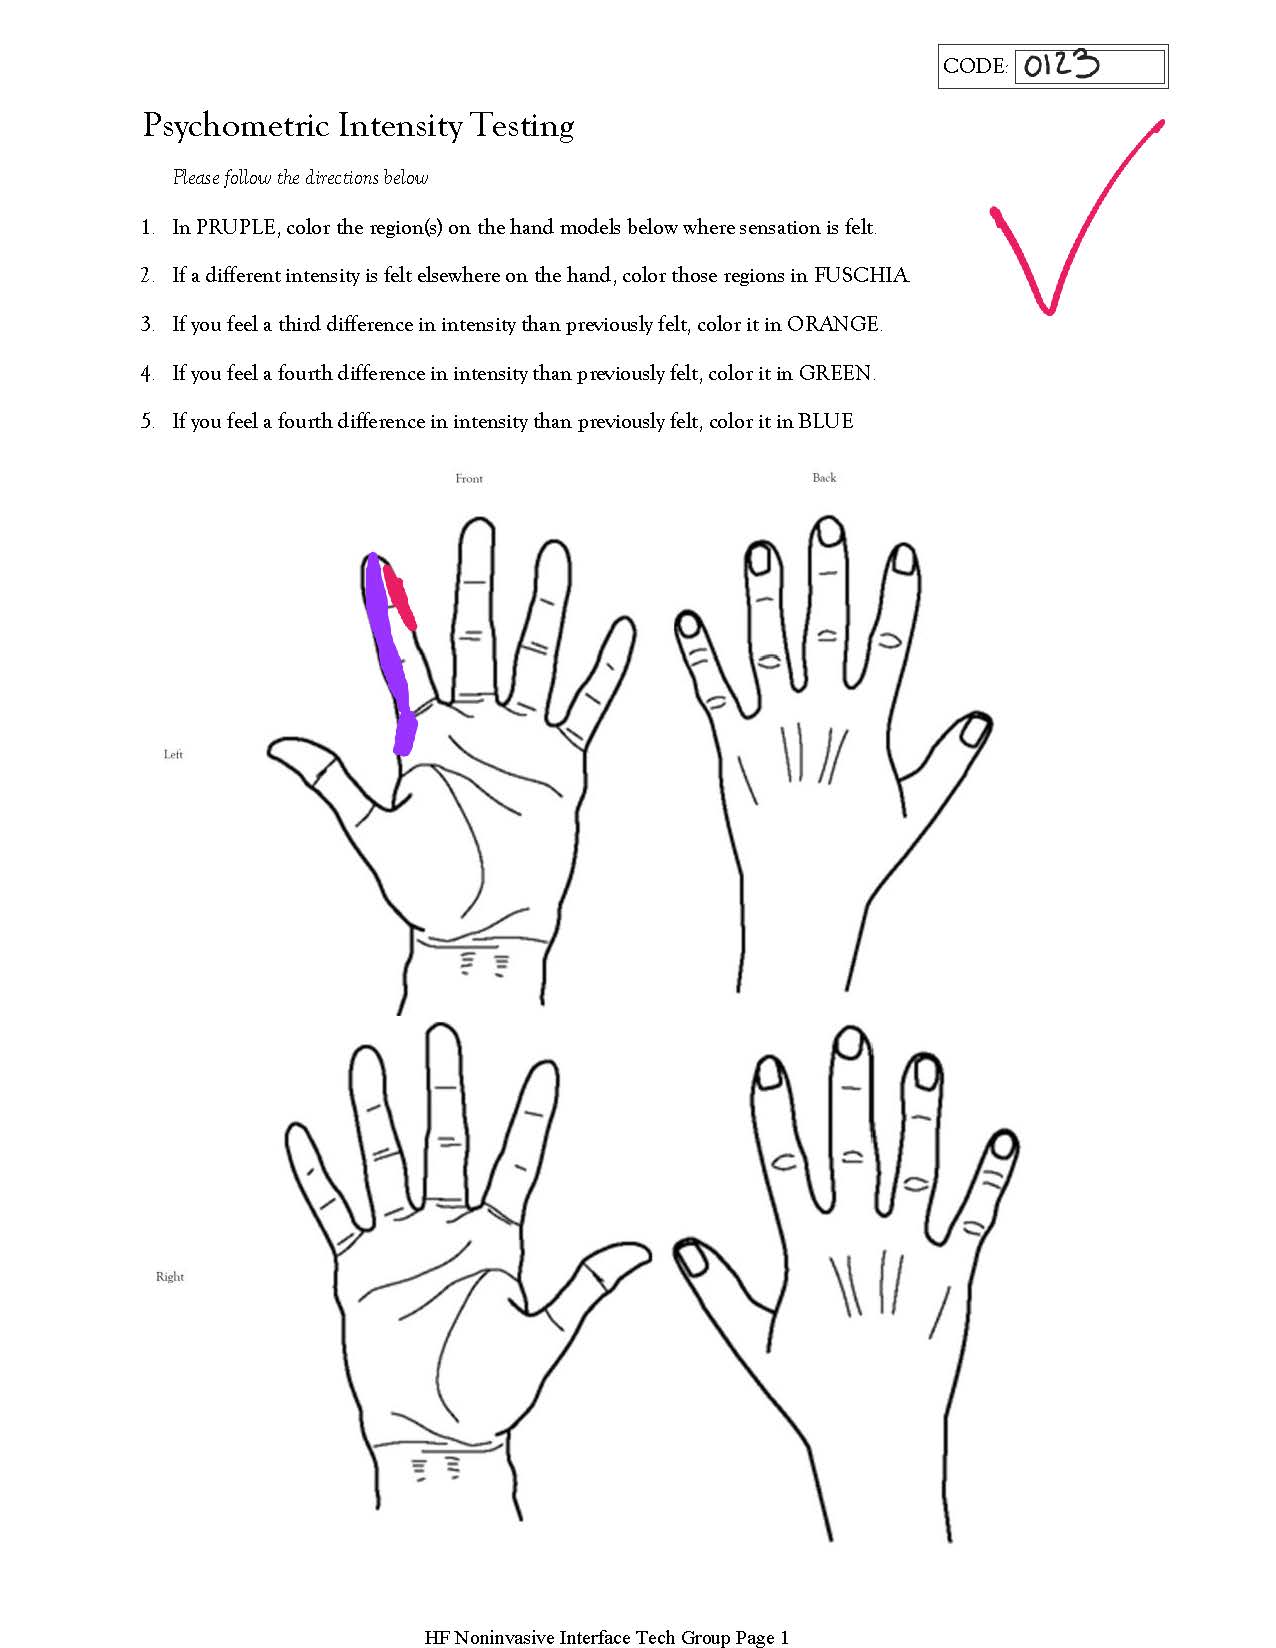 CODE: 0123
Psychometric Intensity Testing
Please follow the directions below
1. In PRUPLE, color the region(s) on the hand models below where sensation is felt.
2. If a different intensity is felt elsewhere on the hand, color those regions in FUSCHIA.
3. If you feel a third difference in intensity than previously felt, color it in ORANGE.
4. If you feel a fourth difference in intensity than previously felt, color it in GREEN.
5. If you feel a fourth difference in intensity than previously felt, color it in BLUE
Front Back
Left
Right
HF Noninvasive Interface Tech Group Page 1